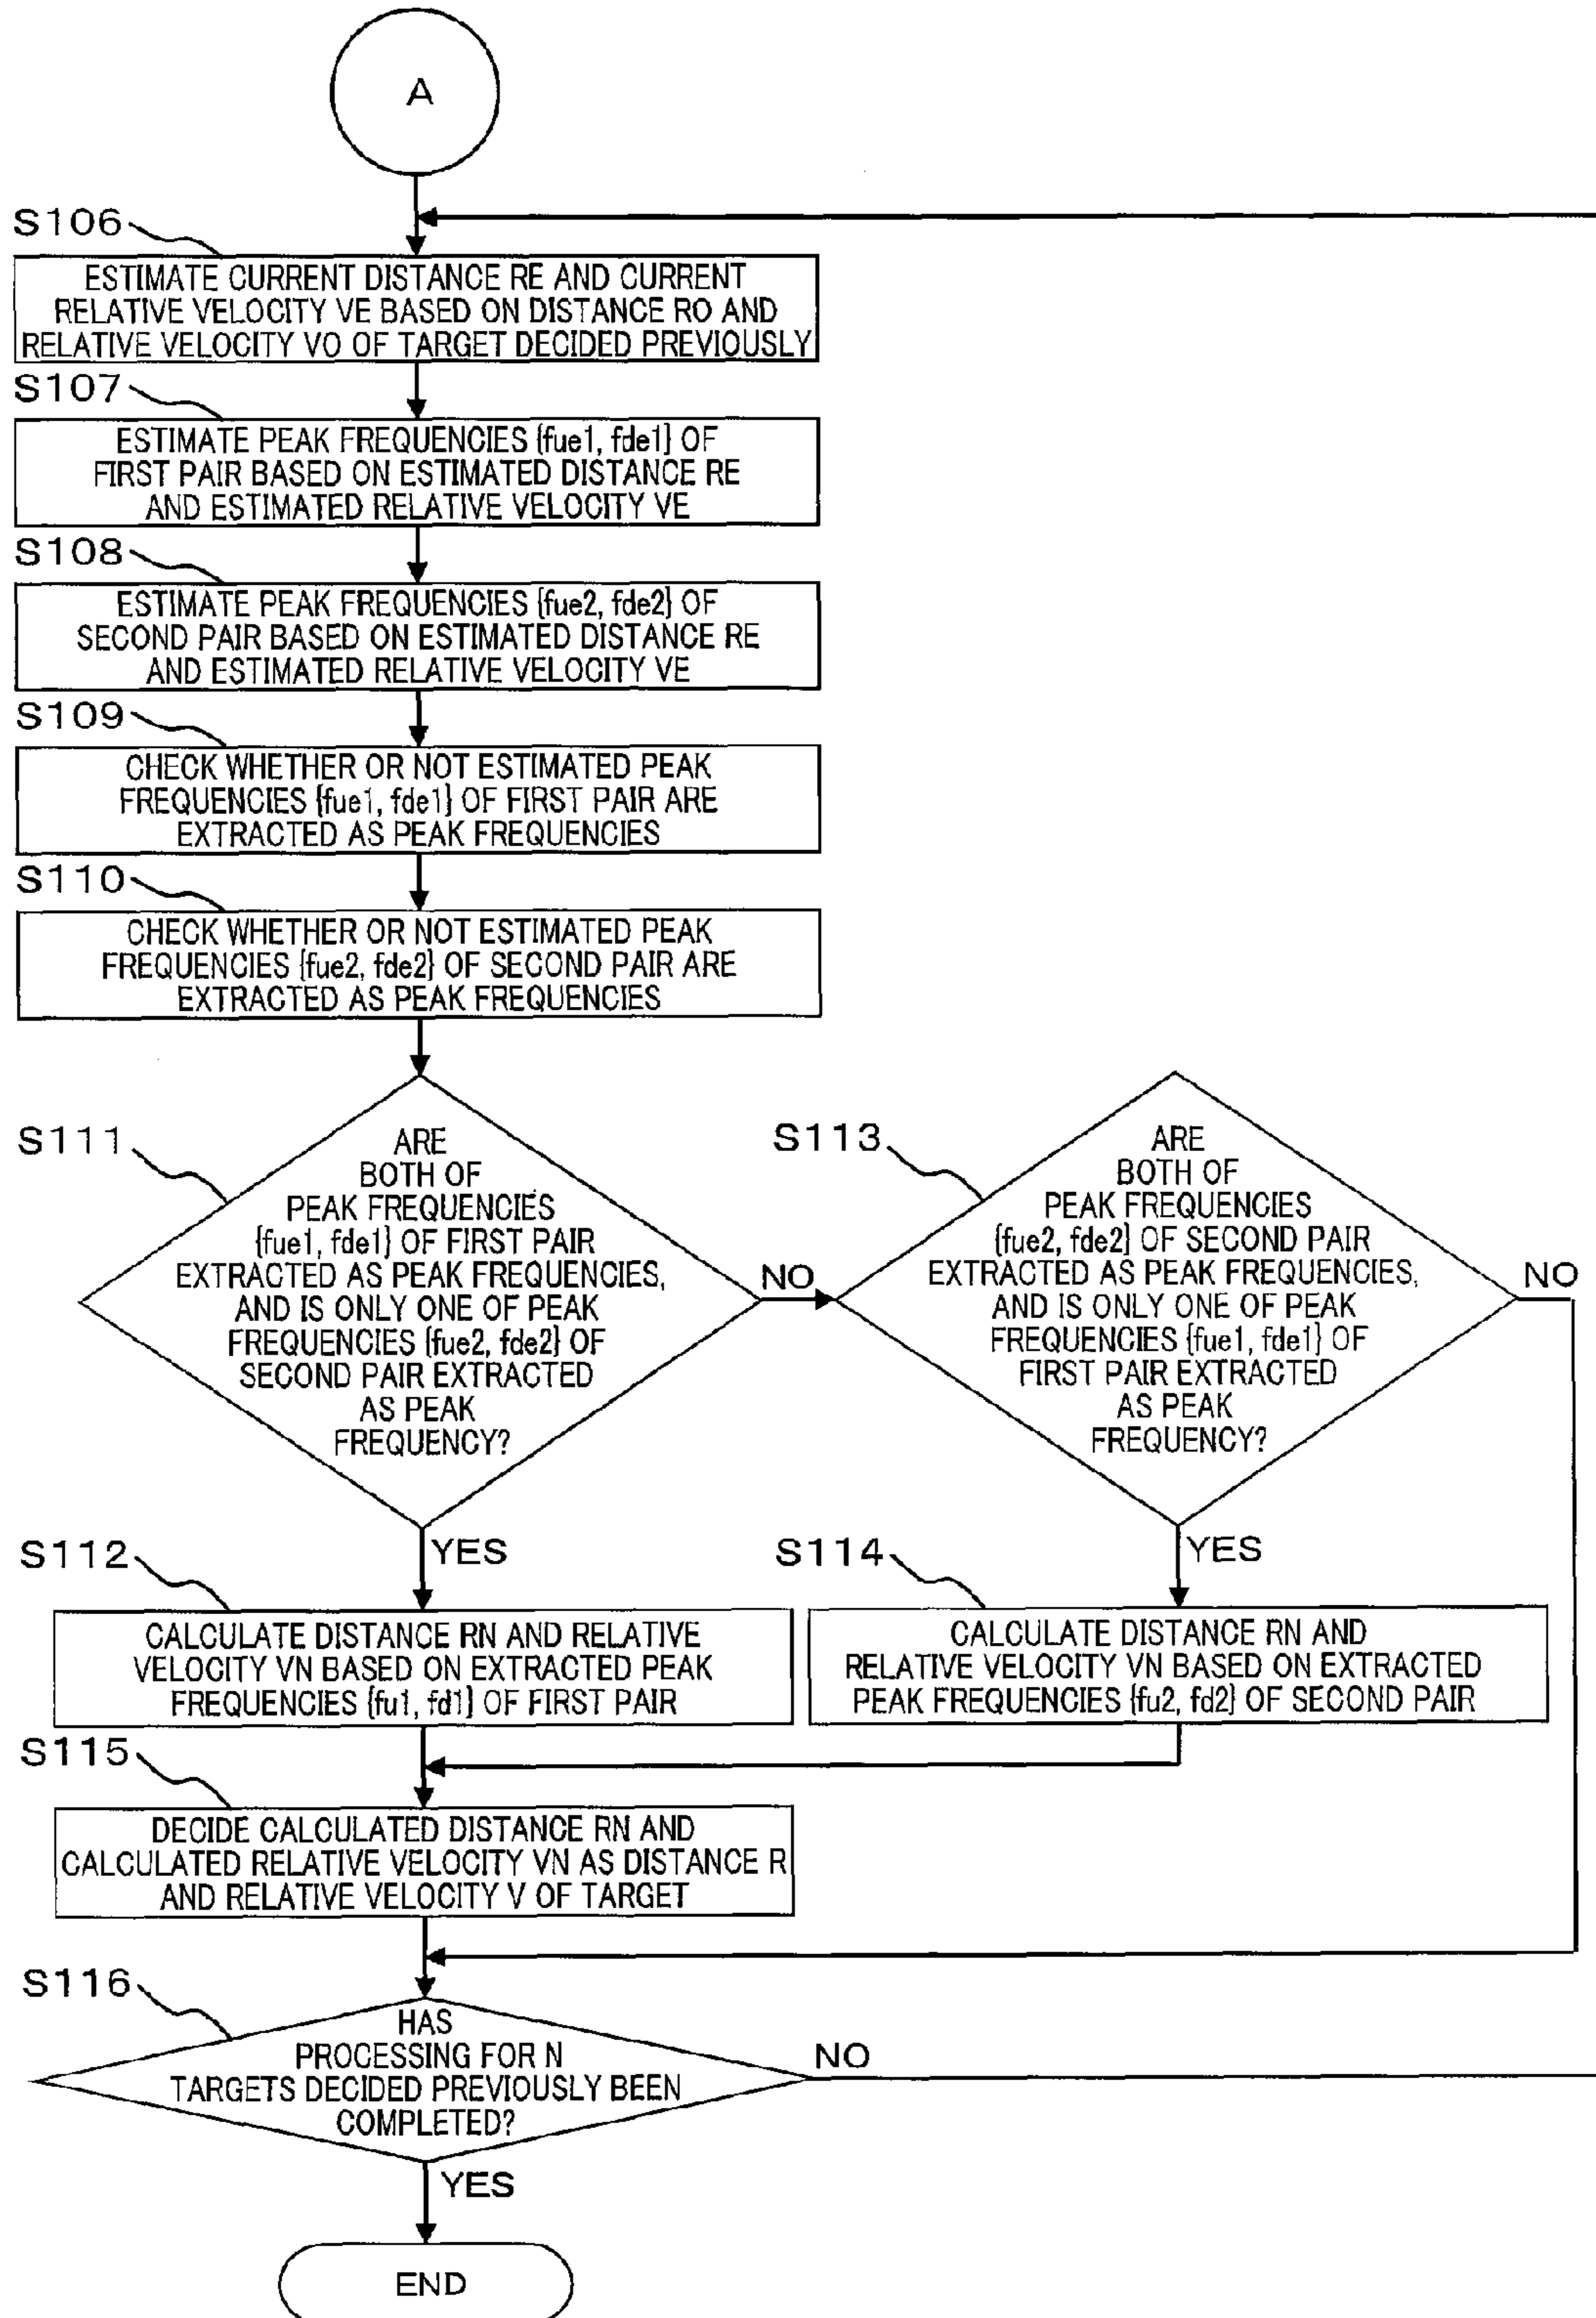 A
S106
ESTIMATE CURRENT DISTANCE RE AND CURRENT
RELATIVE VELOCITY VE BASED ON DISTANCE RO AND
RELATIVE VELOCITY VO OF TARGET DECIDED PREVIOUSLY
S107
ESTIMATE PEAK FREQUENCIES {fue1, fde1} OF
FIRST PAIR BASED ON ESTIMATED DISTANCE RE
AND ESTIMATED RELATIVE VELOCITY VE
S108
ESTIMATE PEAK FREQUENCIES {fue2, fde2} OF
SECOND PAIR BASED ON ESTIMATED DISTANCE RE
AND ESTIMATED RELATIVE VELOCITY VE
S109
CHECK WHETHER OR NOT ESTIMATED PEAK
FREQUENCIES {fue1, fde1} OF FIRST PAIR ARE
EXTRACTED AS PEAK FREQUENCIES
S110
CHECK WHETHER OR NOT ESTIMATED PEAK
FREQUENCIES {fue2, fde2} OF SECOND PAIR ARE
EXTRACTED AS PEAK FREQUENCIES
S111
ARE
BOTH OF
PEAK FREQUENCIES
{fue1, fde1} OF FIRST PAIR
EXTRACTED AS PEAK FREQUENCIES,
AND IS ONLY ONE OF PEAK
FREQUENCIES {fue2, fde2} OF
SECOND PAIR EXTRACTED
AS PEAK
FREQUENCY?
NO
S113
ARE
BOTH OF
PEAK FREQUENCIES
{fue2, fde2} OF SECOND PAIR
EXTRACTED AS PEAK FREQUENCIES,
AND IS ONLY ONE OF PEAK
FREQUENCIES {fue1, fde1} OF
FIRST PAIR EXTRACTED
AS PEAK
FREQUENCY?
NO
YES
YES
S112
CALCULATE DISTANCE RN AND RELATIVE
VELOCITY VN BASED ON EXTRACTED PEAK
FREQUENCIES {fu1, fd1} OF FIRST PAIR
S114
CALCULATE DISTANCE RN AND
RELATIVE VELOCITY VN BASED ON EXTRACTED
PEAK FREQUENCIES {fu2, fd2} OF SECOND PAIR
S115
DECIDE CALCULATED DISTANCE RN AND
CALCULATED RELATIVE VELOCITY VN AS DISTANCE R
AND RELATIVE VELOCITY V OF TARGET
S116
HAS
PROCESSING FOR N
TARGETS DECIDED PREVIOUSLY BEEN
COMPLETED?
NO
YES
END